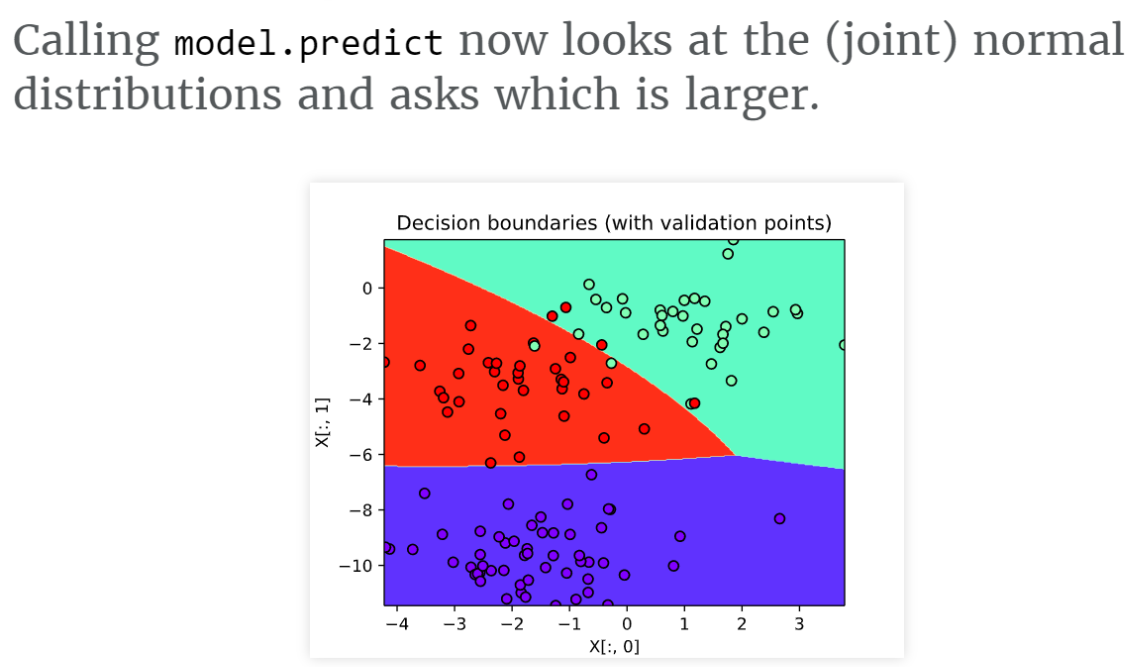 Calling model.predict now looks at the (joint) normal
distributions and asks which is larger.
Decision boundaries (with validation points)
0
−2
−4
−6
−8
−10
X[:, 1]
−4 −3 −2 −1 0 1 2 3
X[:, 0]